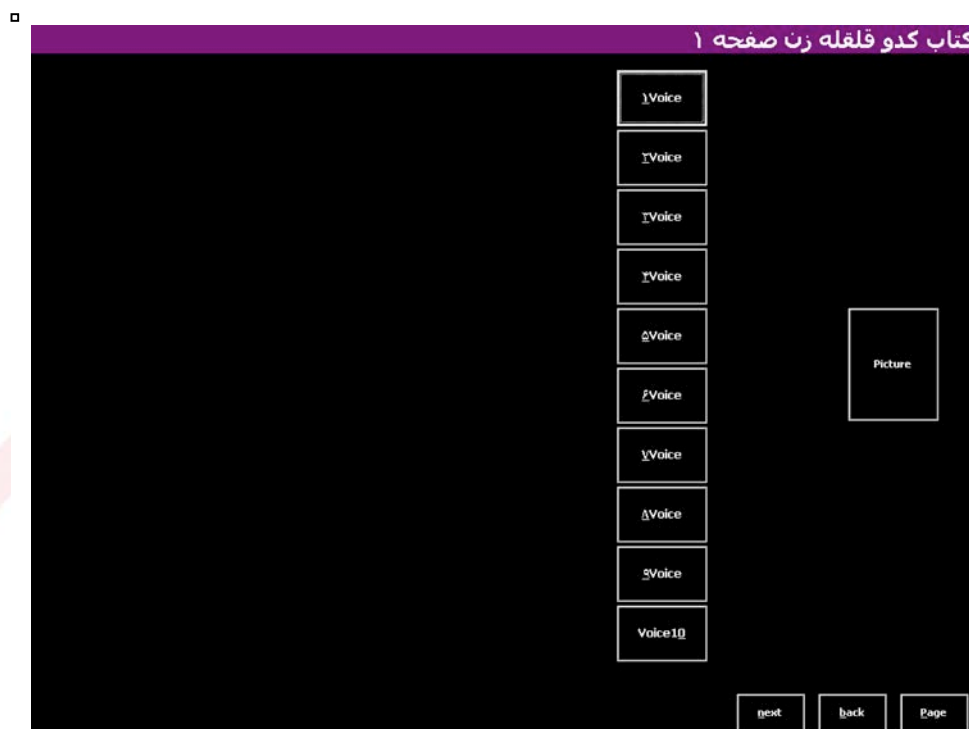 کتاب کدو قلقله زن صفحه ۱
۱Voice
۲Voice
۳Voice
۴Voice
۵Voice
۶Voice
۷Voice
۸Voice
۹Voice
Voice10
Picture
next
back
Page